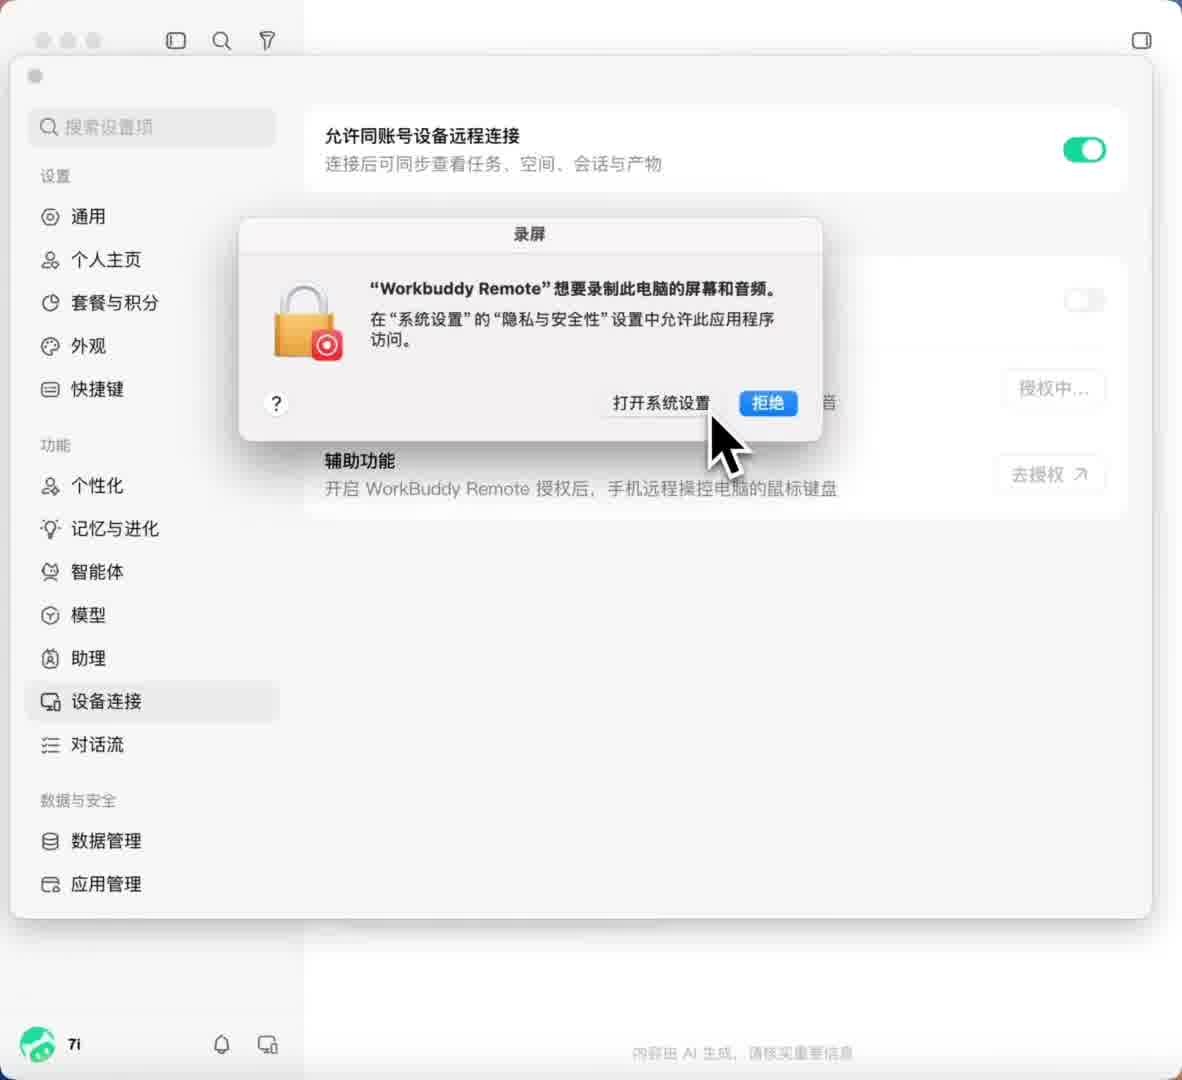 搜索设置项
设置
通用
个人主页
套餐与积分
外观
快捷键
功能
个性化
记忆与进化
智能体
模型
助理
设备连接
对话流
数据与安全
数据管理
应用管理
7i
允许同账号设备远程连接
连接后可同步查看任务、空间、会话与产物
录屏
“Workbuddy Remote”想要录制此电脑的屏幕和音频。
在“系统设置”的“隐私与安全性”设置中允许此应用程序
访问。
?
打开系统设置
拒绝
音
授权中...
辅助功能
开启 WorkBuddy Remote 授权后，手机远程操控电脑的鼠标键盘
去授权
内容由 AI 生成，请核实重要信息